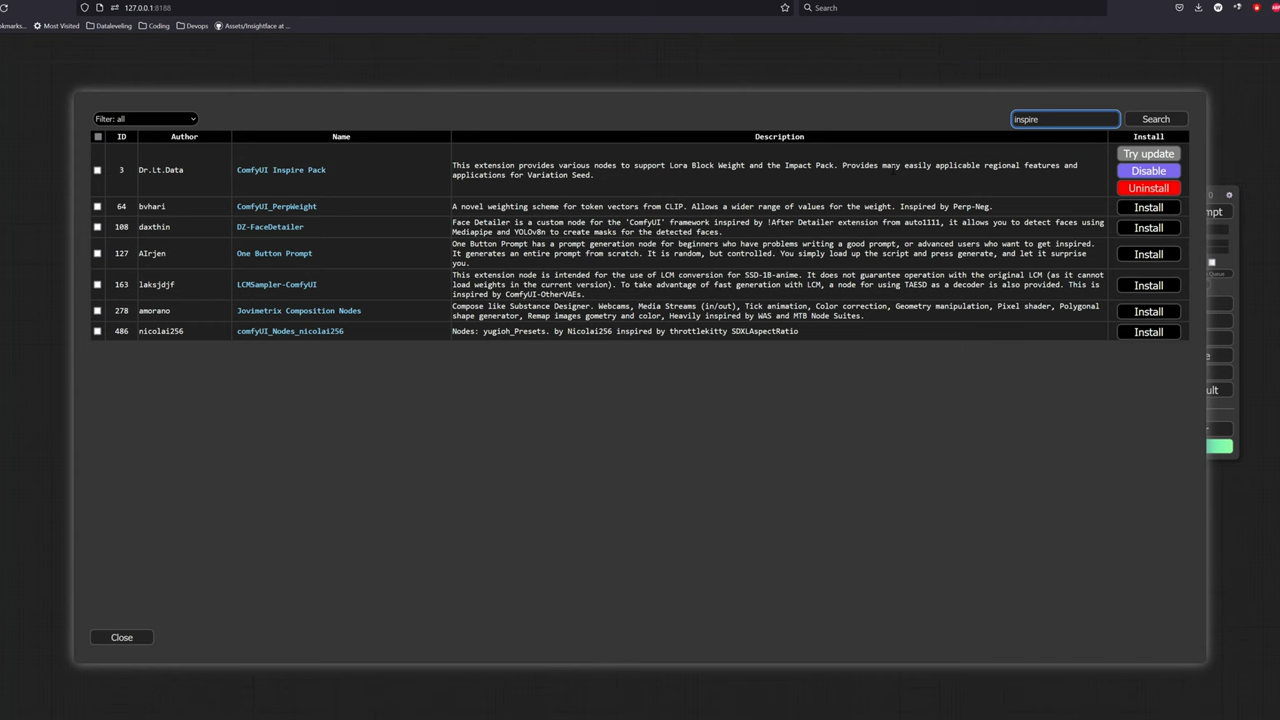 127.0.0.1:8188
Search
Most Visited
Dataleveling
Coding
Devops
Assets/Insightface at ...
Filter: all
inspire
Search
ID Author Name Description Install
3 Dr.Lt.Data ComfyUI Inspire Pack This extension provides various nodes to support Lora Block Weight and the Impact Pack. Provides many easily applicable regional features and
applications for Variation Seed.
Try update
Disable
Uninstall
64 bvhari ComfyUI_PerpWeight A novel weighting scheme for token vectors from CLIP. Allows a wider range of values for the weight. Inspired by Perp-Neg. Install
108 daxthin DZ-FaceDetailer Face Detailer is a custom node for the 'ComfyUI' framework inspired by !After Detailer extension from auto1111, it allows you to detect faces using
Mediapipe and YOLOv8n to create masks for the detected faces.
Install
127 AIrjen One Button Prompt One Button Prompt has a prompt generation node for beginners who have problems writing a good prompt, or advanced users who want to get inspired.
It generates an entire prompt from scratch. It is random, but controlled. You simply load up the script and press generate, and let it surprise
you.
Install
163 laksjdjf LCMSampler-ComfyUI This extension node is intended for the use of LCM conversion for SSD-1B-anime. It does not guarantee operation with the original LCM (as it cannot
load weights in the current version). To take advantage of fast generation with LCM, a node for using TAESD as a decoder is also provided. This is
inspired by ComfyUI-OtherVAEs.
Install
278 amorano Jovimetrix Composition Nodes Compose like Substance Designer. Webcams, Media Streams (in/out), Tick animation, Color correction, Geometry manipulation, Pixel shader, Polygonal
shape generator, Remap images gometry and color, Heavily inspired by WAS and MTB Node Suites.
Install
486 nicolai256 comfyUI_Nodes_nicolai256 Nodes: yugioh_Presets. by Nicolai256 inspired by throttlekitty SDXLAspectRatio Install
Close